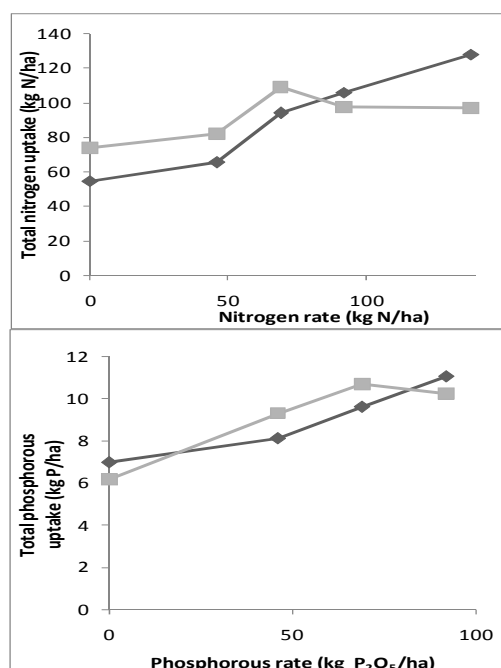 Total nitrogen uptake (kg N/ha)
140
120
100
80
60
40
20
0
0 50 100
Nitrogen rate (kg N/ha)
Total phosphorous
uptake (kg P/ha)
12
10
8
6
4
2
0
0 50 100
Phosphorous rate (kg P₂O₅/ha)